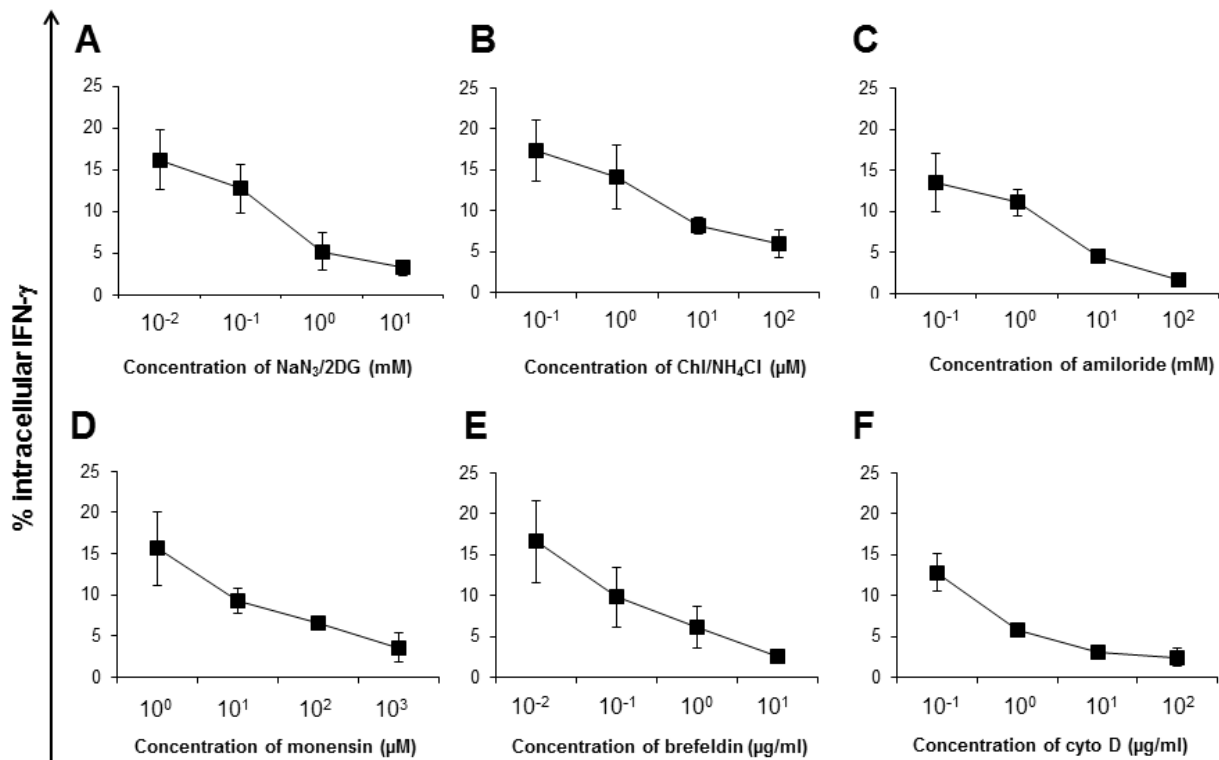 % intracellular IFN-γ
A
25
20
15
10
5
0
10⁻² 10⁻¹ 10⁰ 10¹
Concentration of NaN₃/2DG (mM)
B
25
20
15
10
5
0
10⁻¹ 10⁰ 10¹ 10²
Concentration of Chl/NH₄Cl (µM)
C
25
20
15
10
5
0
10⁻¹ 10⁰ 10¹ 10²
Concentration of amiloride (mM)
D
25
20
15
10
5
0
10⁰ 10¹ 10² 10³
Concentration of monensin (µM)
E
25
20
15
10
5
0
10⁻² 10⁻¹ 10⁰ 10¹
Concentration of brefeldin (µg/ml)
F
25
20
15
10
5
0
10⁻¹ 10⁰ 10¹ 10²
Concentration of cyto D (µg/ml)